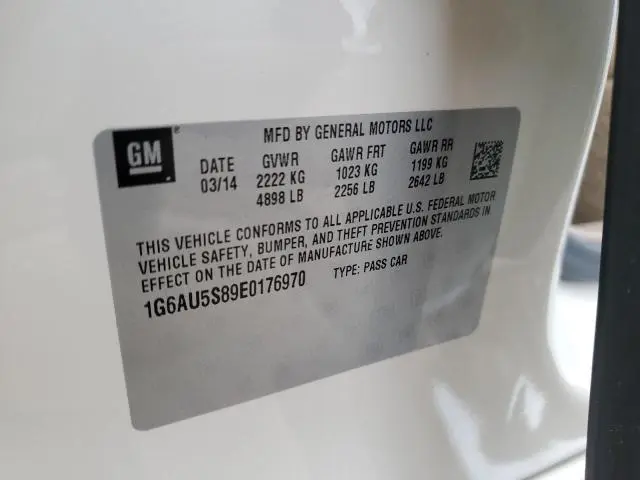 GM
MFD BY GENERAL MOTORS LLC
DATE GVWR GAWR FRT GAWR RR
03/14 2222 KG 1023 KG 1199 KG
4898 LB 2256 LB 2642 LB
THIS VEHICLE CONFORMS TO ALL APPLICABLE U.S. FEDERAL MOTOR
VEHICLE SAFETY, BUMPER, AND THEFT PREVENTION STANDARDS IN
EFFECT ON THE DATE OF MANUFACTURE SHOWN ABOVE.
1G6AU5S89E0176970 TYPE: PASS CAR